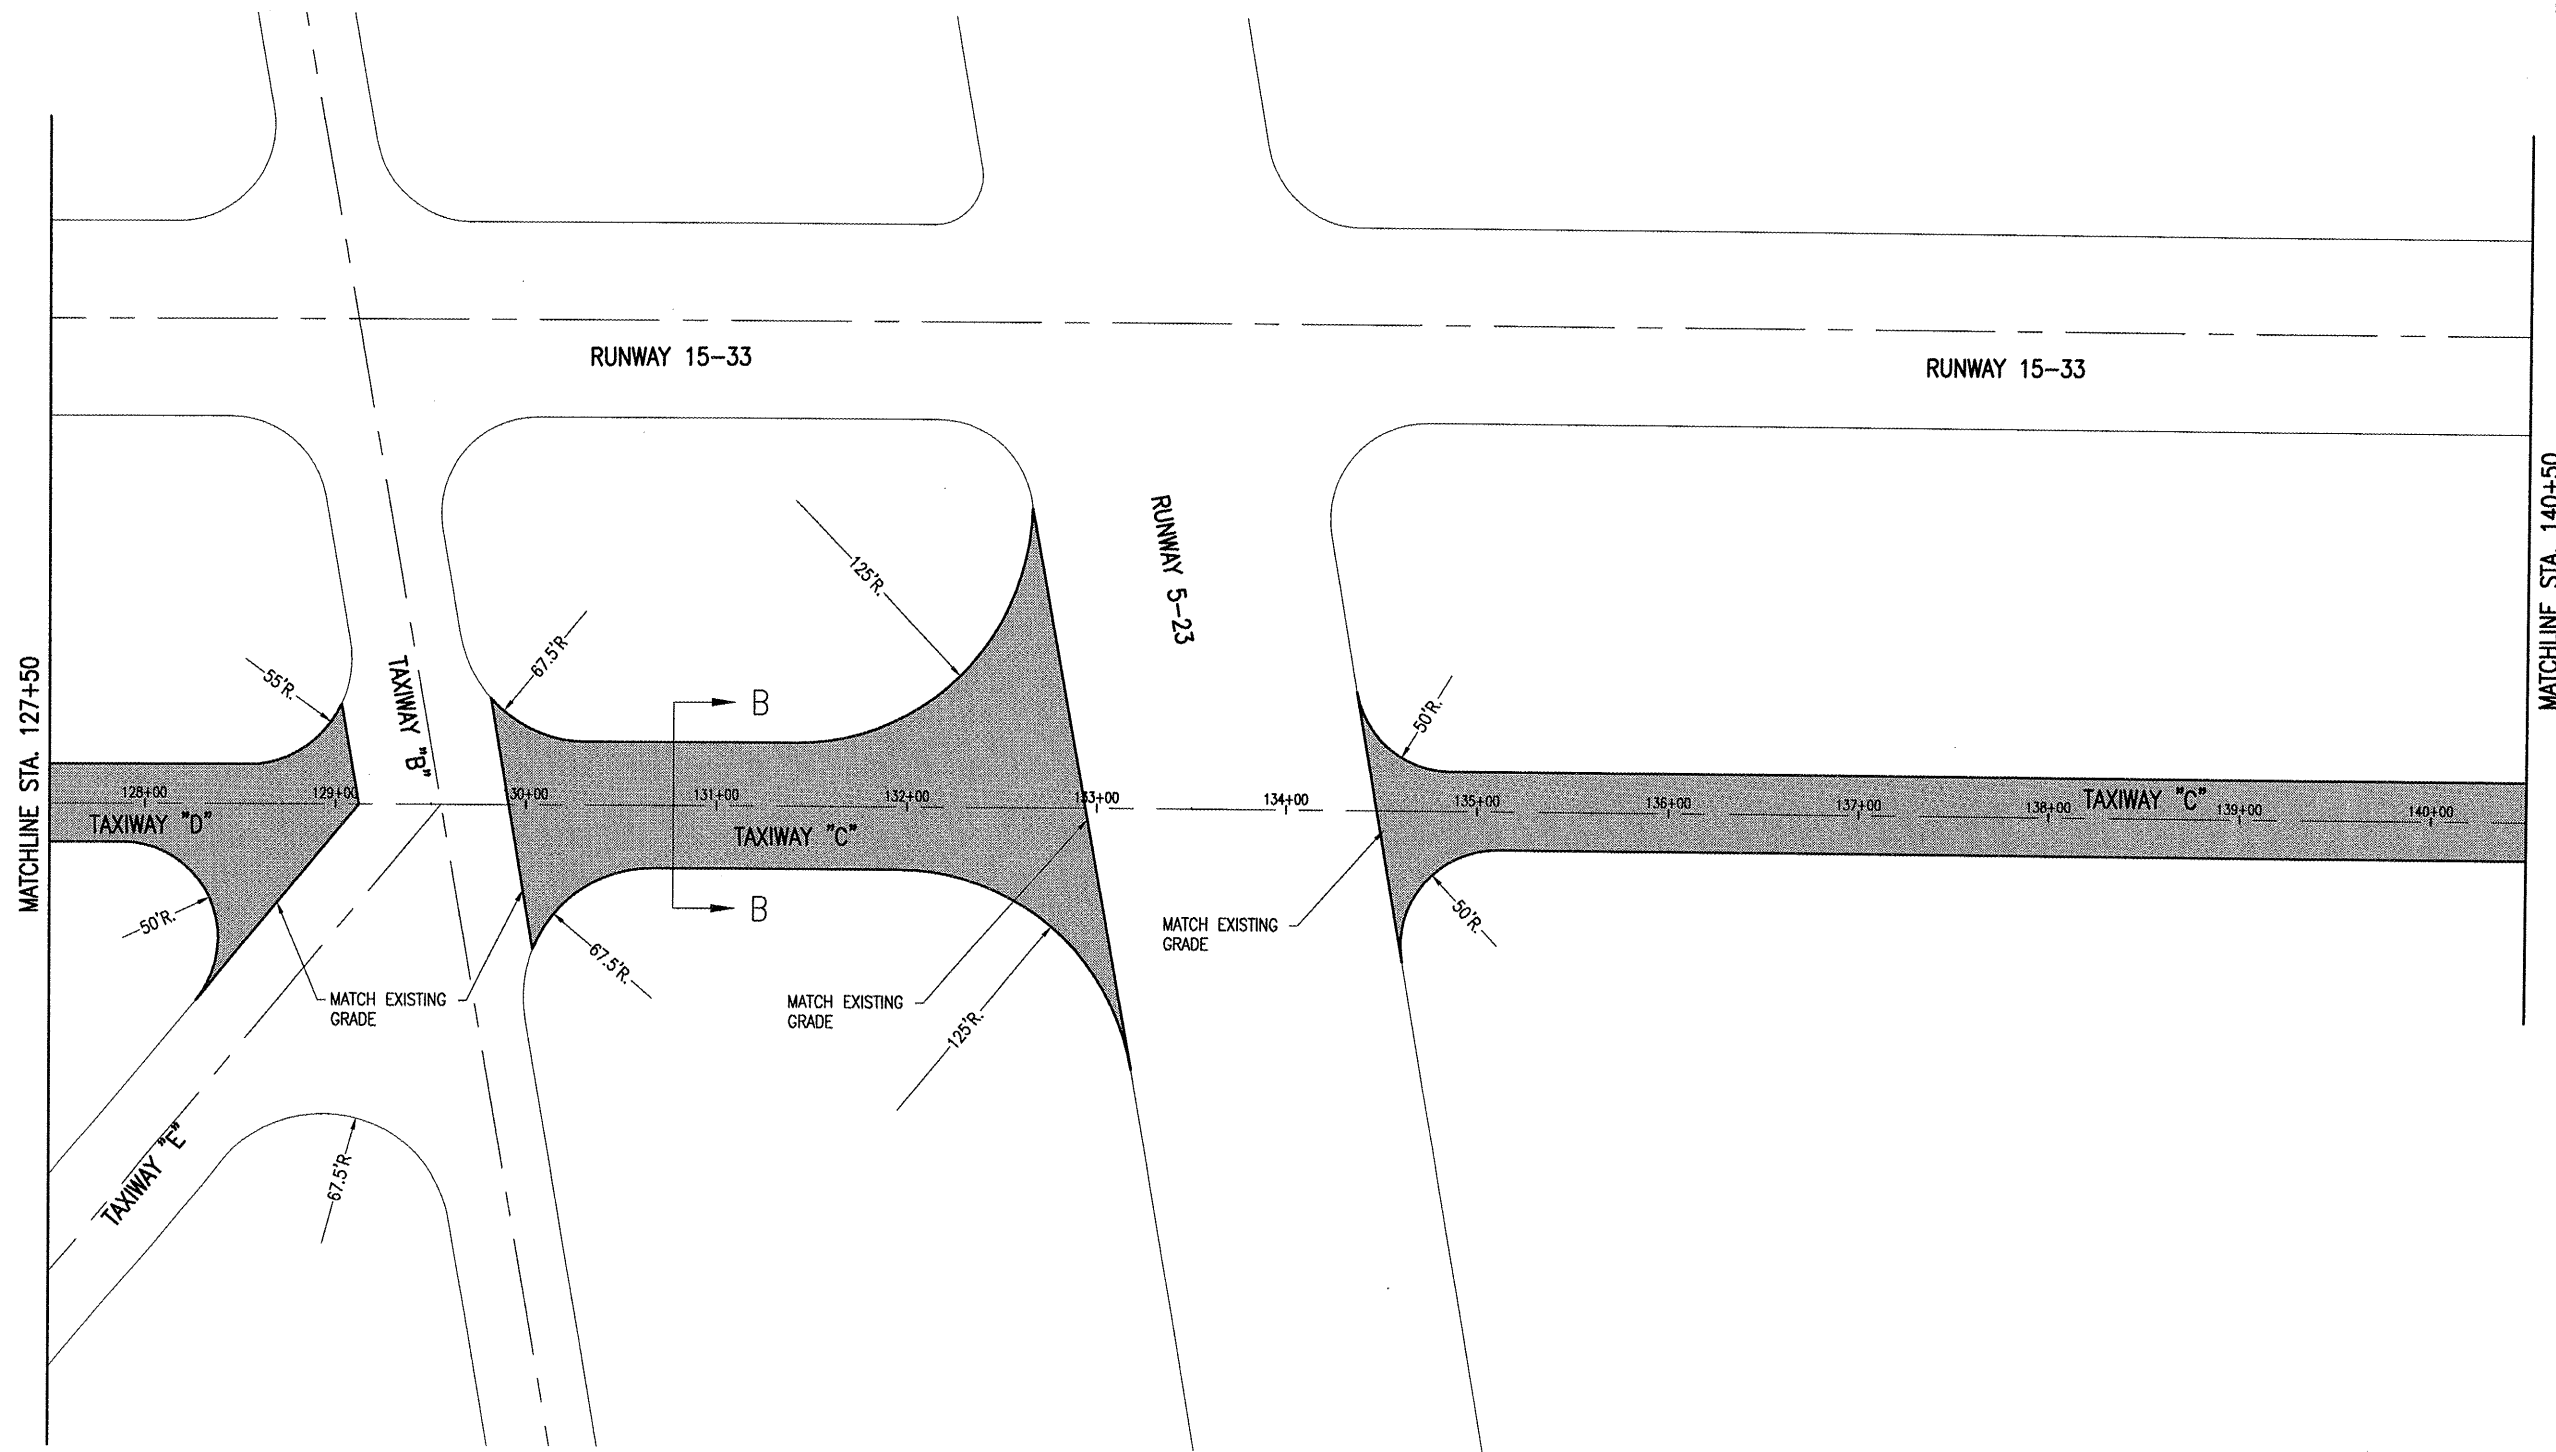 RUNWAY 15-33
RUNWAY 15-33
MATCHLINE STA. 127+50
MATCHLINE STA. 140+50
RUNWAY 5-23
TAXIWAY "B"
125'R.
67.5'R
55'R.
50'R.
B
128+00
129+00
30+00
131+00
132+00
133+00
134+00
135+00
136+00
137+00
138+00
139+00
140+00
TAXIWAY "D"
TAXIWAY "C"
TAXIWAY "C"
B
50'R.
67.5'R.
50'R.
MATCH EXISTING
GRADE
MATCH EXISTING
GRADE
MATCH EXISTING
GRADE
125'R.
TAXIWAY "E"
67.5'R